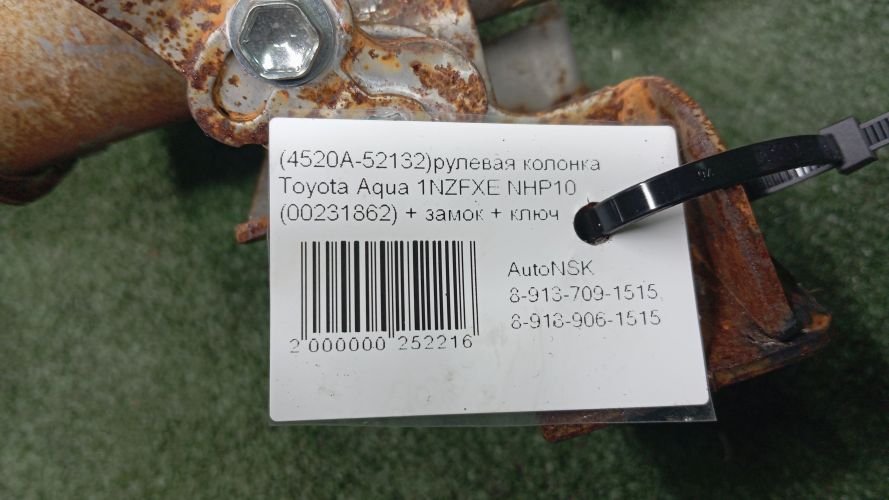 (4520A-52132)рулевая колонка
Toyota Aqua 1NZFXE NHP10
(00231862) + замок + ключ
AutoNSK
8-913-709-1515,
8-913-906-1515
2 000000 252216